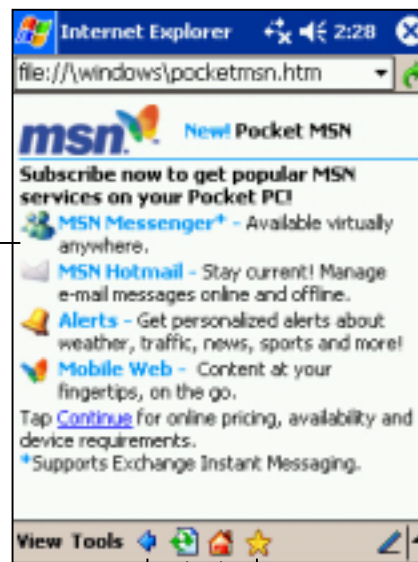 Internet Explorer 2:28
file://\windows\pocketmsn.htm
msn New! Pocket MSN
Subscribe now to get popular MSN
services on your Pocket PC!
MSN Messenger+ - Available virtually
anywhere.
MSN Hotmail - Stay current! Manage
e-mail messages online and offline.
Alerts - Get personalized alerts about
weather, traffic, news, sports and more!
Mobile Web - Content at your
fingertips, on the go.
Tap Continue for online pricing, availability and
device requirements.
+Supports Exchange Instant Messaging.
View Tools